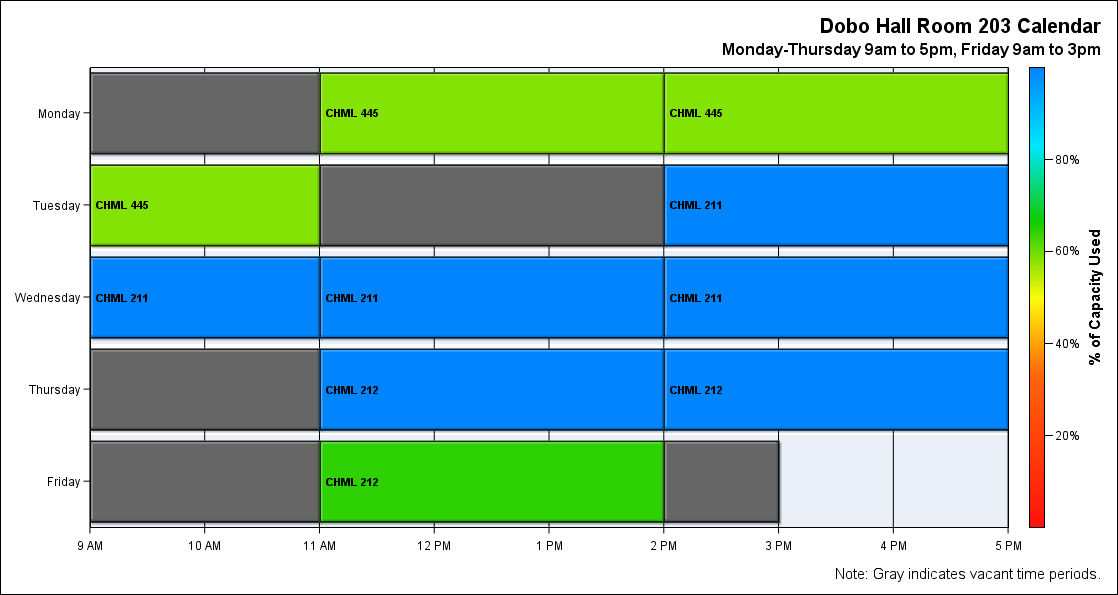 Dobo Hall Room 203 Calendar
Monday-Thursday 9am to 5pm, Friday 9am to 3pm
Monday
CHML 445
CHML 445
Tuesday
CHML 445
CHML 211
Wednesday
CHML 211
CHML 211
CHML 211
Thursday
CHML 212
CHML 212
Friday
CHML 212
9 AM
10 AM
11 AM
12 PM
1 PM
2 PM
3 PM
4 PM
5 PM
80%
60%
40%
20%
% of Capacity Used
Note: Gray indicates vacant time periods.